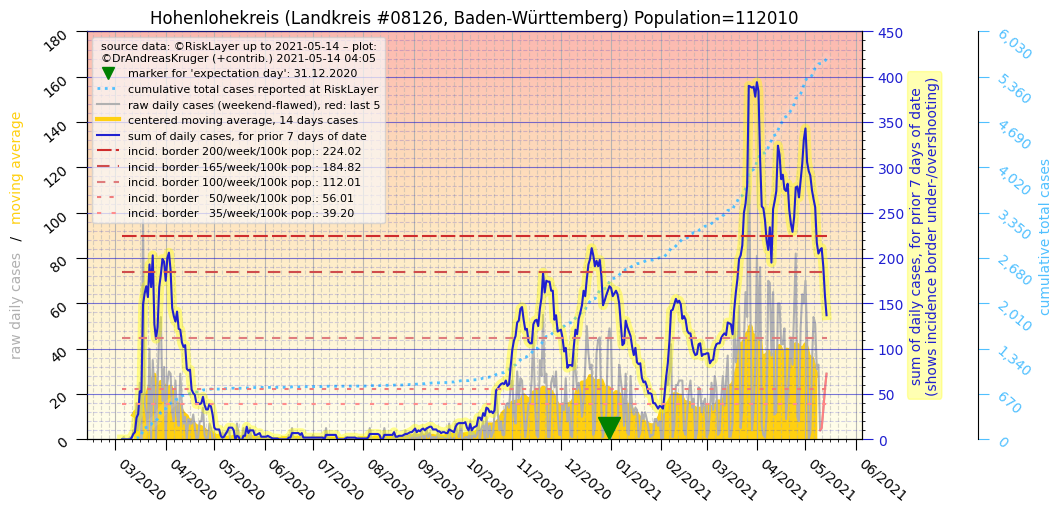 Hohenlohekreis (Landkreis #08126, Baden-Württemberg) Population=112010
source data: ©RiskLayer up to 2021-05-14 – plot:
©DrAndreasKruger (+contrib.) 2021-05-14 04:05
marker for 'expectation day': 31.12.2020
cumulative total cases reported at RiskLayer
raw daily cases (weekend-flawed), red: last 5
centered moving average, 14 days cases
sum of daily cases, for prior 7 days of date
incid. border 200/week/100k pop.: 224.02
incid. border 165/week/100k pop.: 184.82
incid. border 100/week/100k pop.: 112.01
incid. border 50/week/100k pop.: 56.01
incid. border 35/week/100k pop.: 39.20
raw daily cases / moving average
180
160
140
120
100
80
60
40
20
0
03/2020
04/2020
05/2020
06/2020
07/2020
08/2020
09/2020
10/2020
11/2020
12/2020
01/2021
02/2021
03/2021
04/2021
05/2021
06/2021
450
400
350
300
250
200
150
100
50
0
sum of daily cases, for prior 7 days of date
(shows incidence border under-/overshooting)
6,030
5,360
4,690
4,020
3,350
2,680
2,010
1,340
670
0
cumulative total cases